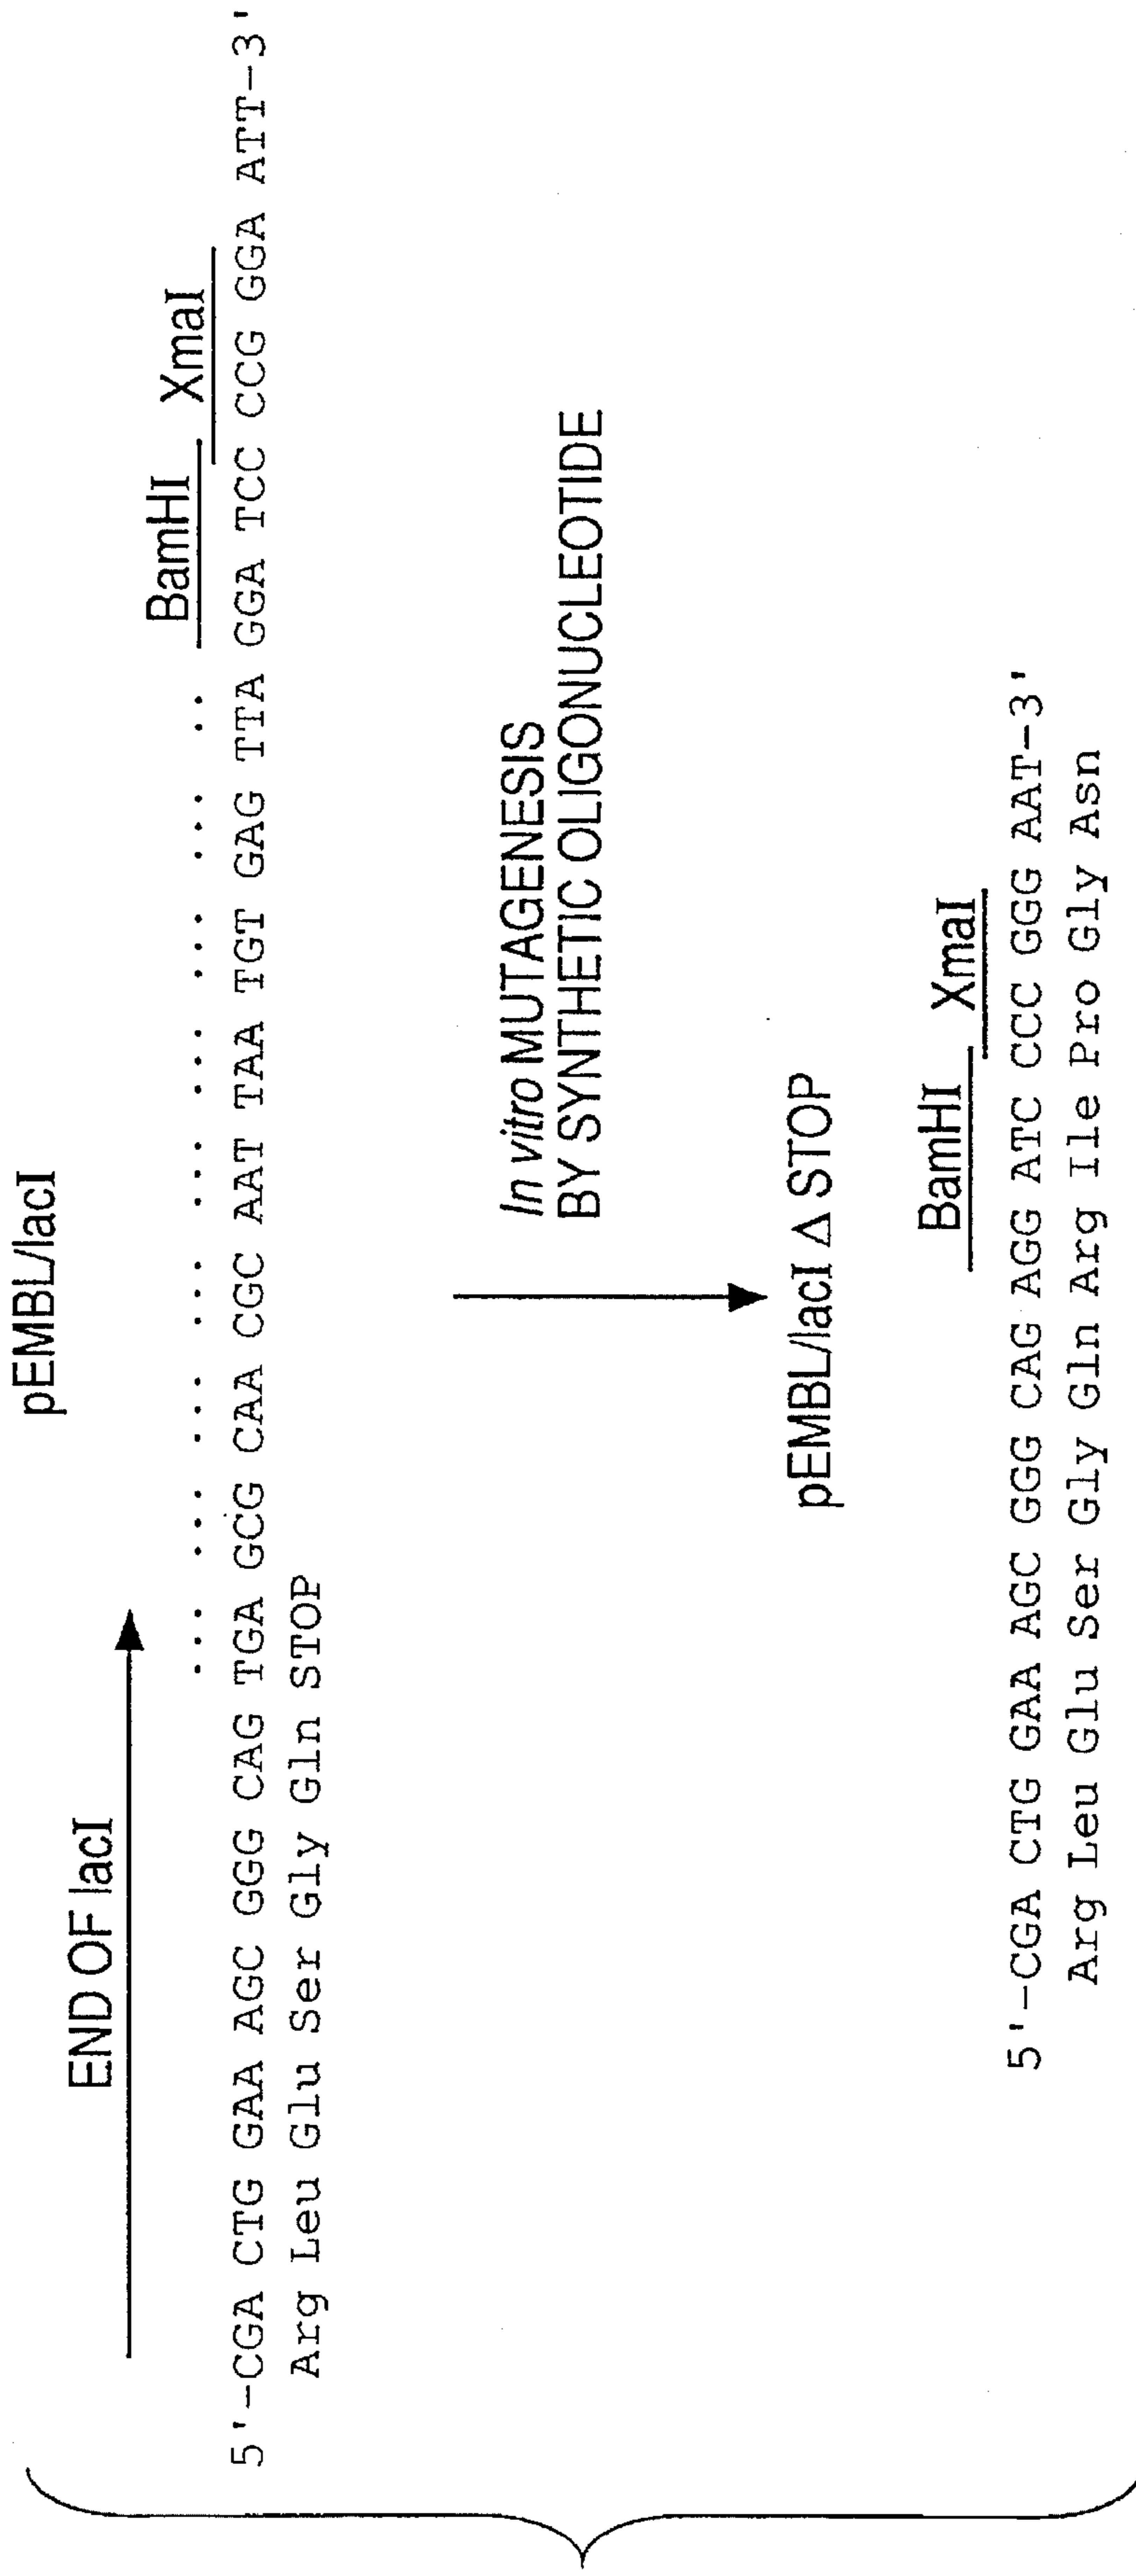 pEMBL/lacI
END OF lacI
BamHI XmaI
5'-CGA CTG GAA AGC GGG CAG TGA GCG CAA CGC AAT TAA TGT GAG TTA GGA TCC CCG GGA ATT-3'
Arg Leu Glu Ser Gly Gln STOP
In vitro MUTAGENESIS
BY SYNTHETIC OLIGONUCLEOTIDE
pEMBL/lacI Δ STOP
BamHI XmaI
5'-CGA CTG GAA AGC GGG CAG AGG ATC CCC GGG AAT-3'
Arg Leu Glu Ser Gly Gln Arg Ile Pro Gly Asn